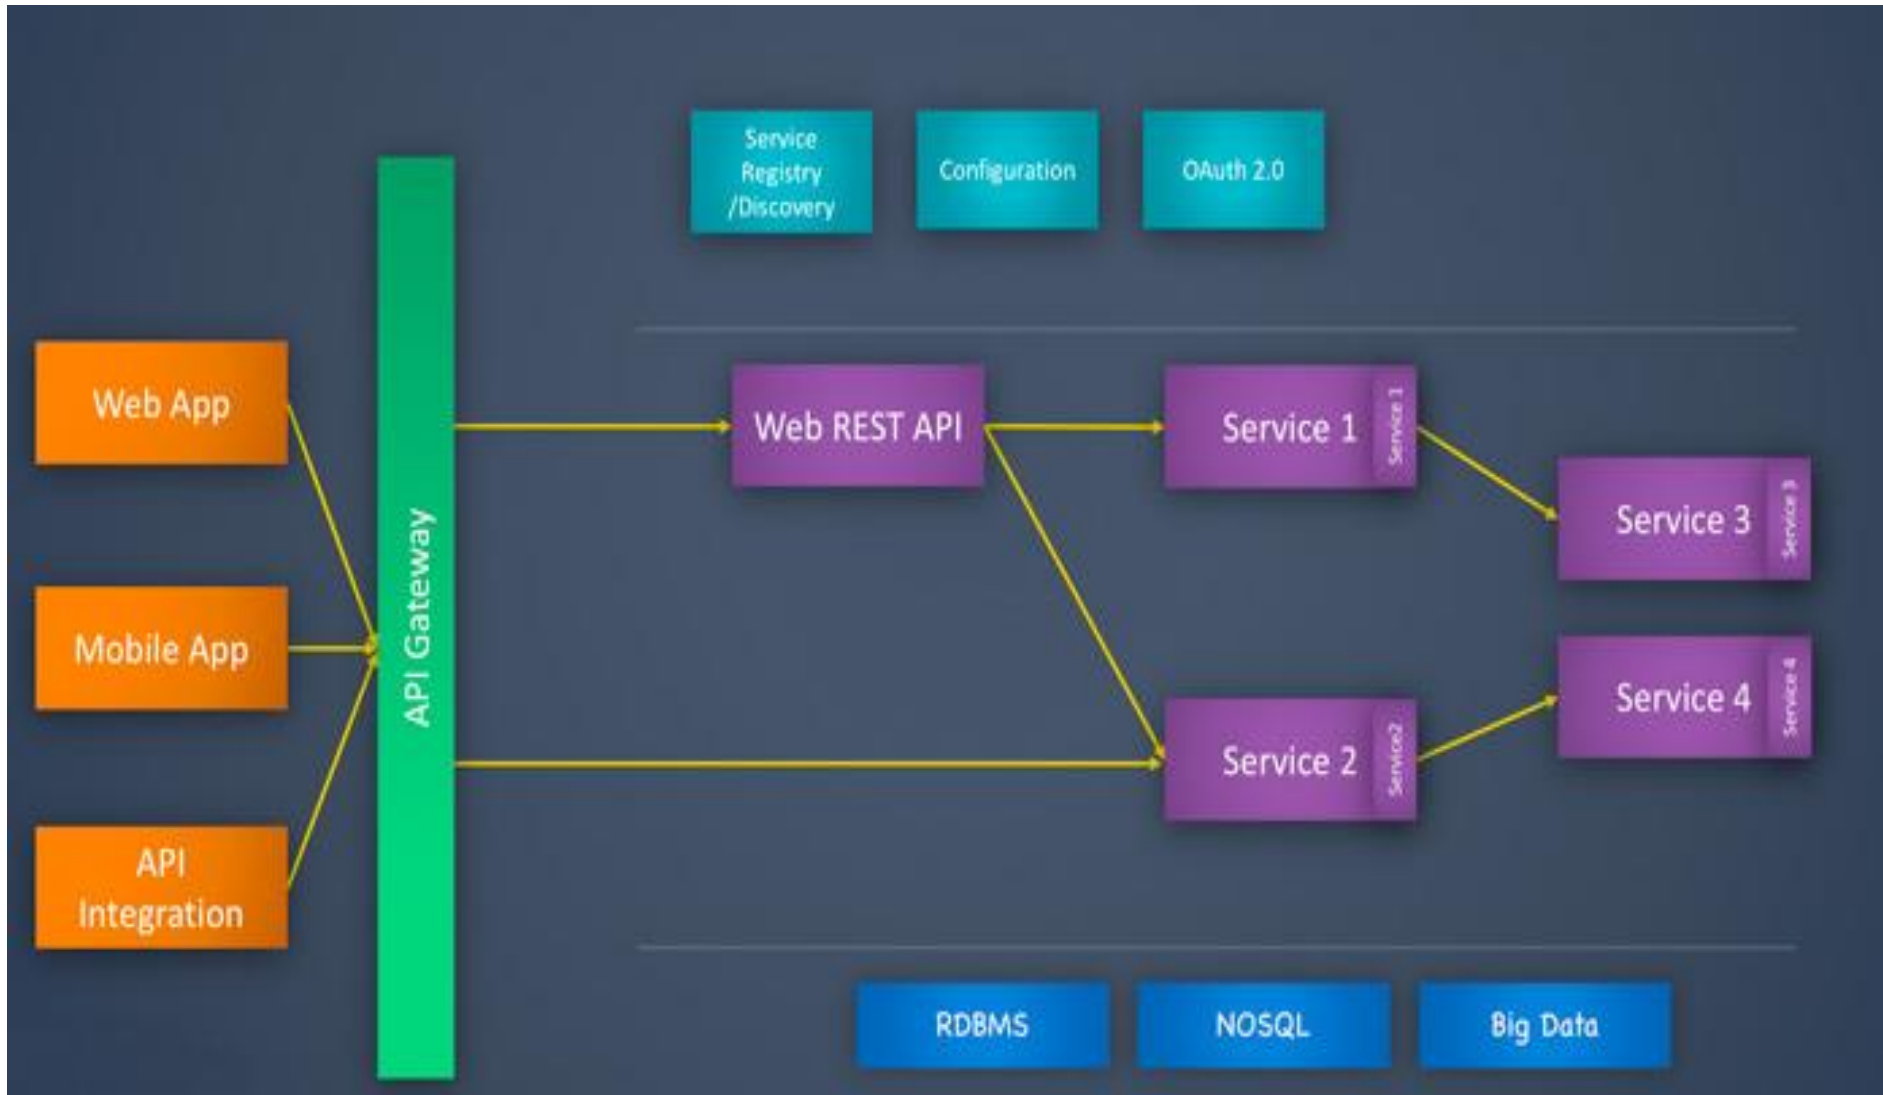 Service
Registry
/Discovery
Configuration
OAuth 2.0
Web App
Mobile App
API
Integration
API Gateway
Web REST API
Service 1
Service 1
Service 3
Service 3
Service 2
Service2
Service 4
Service 4
RDBMS
NOSQL
Big Data